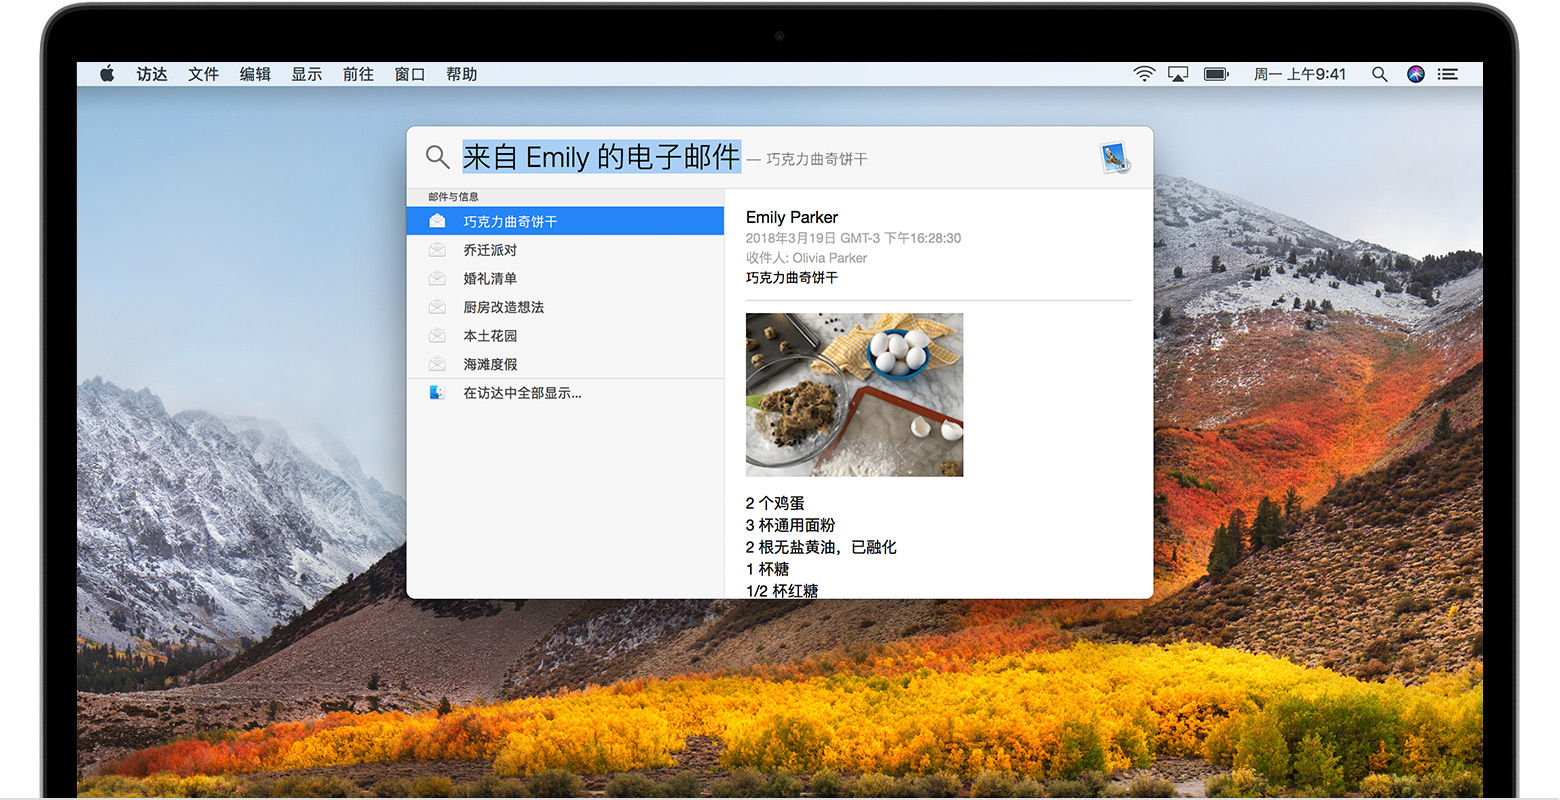 访达 文件 编辑 显示 前往 窗口 帮助 周一 上午9:41
来自 Emily 的电子邮件 — 巧克力曲奇饼干
邮件与信息
巧克力曲奇饼干
乔迁派对
婚礼清单
厨房改造想法
本土花园
海滩度假
在访达中全部显示...
Emily Parker
2018年3月19日 GMT-3 下午16:28:30
收件人: Olivia Parker
巧克力曲奇饼干
2 个鸡蛋
3 杯通用面粉
2 根无盐黄油，已融化
1 杯糖
1/2 杯红糖